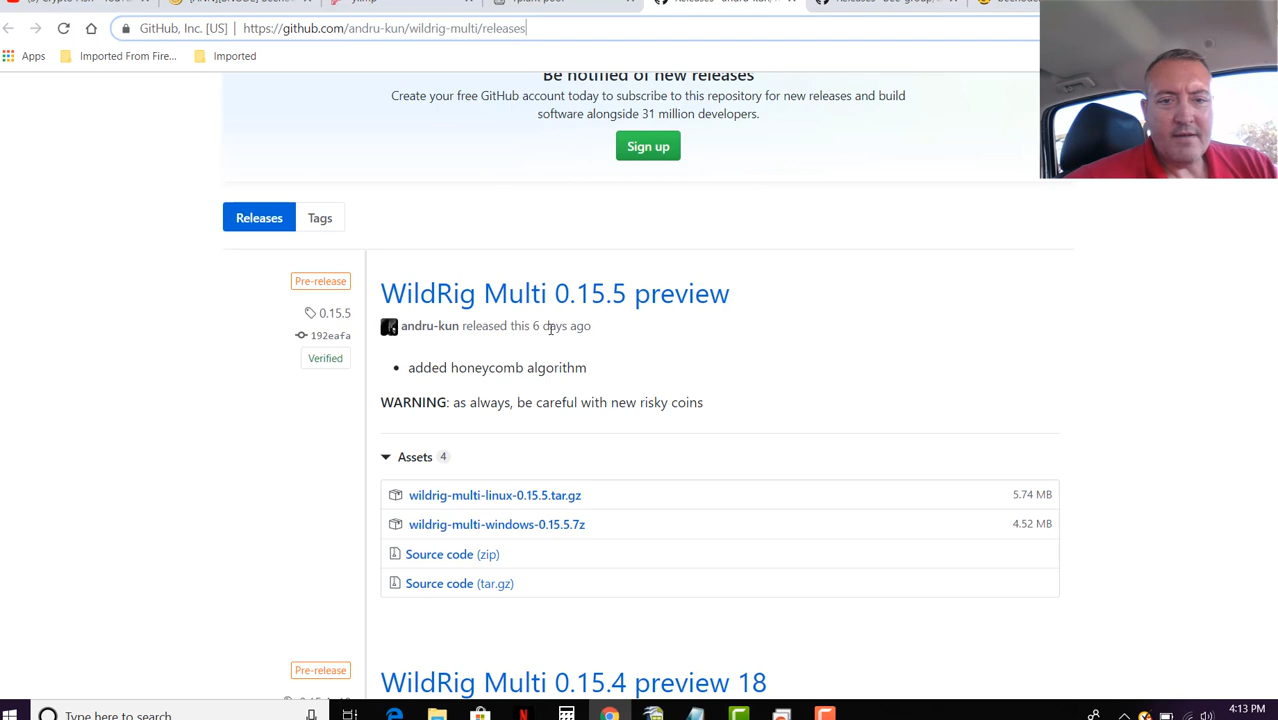 GitHub, Inc. [US] https://github.com/andru-kun/wildrig-multi/releases
Apps Imported From Fire... Imported
Be notified of new releases
Create your free GitHub account today to subscribe to this repository for new releases and build
software alongside 31 million developers.
Sign up
Releases Tags
Pre-release
WildRig Multi 0.15.5 preview
0.15.5
andru-kun released this 6 days ago
192eafa
Verified
added honeycomb algorithm
WARNING: as always, be careful with new risky coins
Assets 4
wildrig-multi-linux-0.15.5.tar.gz 5.74 MB
wildrig-multi-windows-0.15.5.7z 4.52 MB
Source code (zip)
Source code (tar.gz)
Pre-release
WildRig Multi 0.15.4 preview 18
Type here to search
4:13 PM